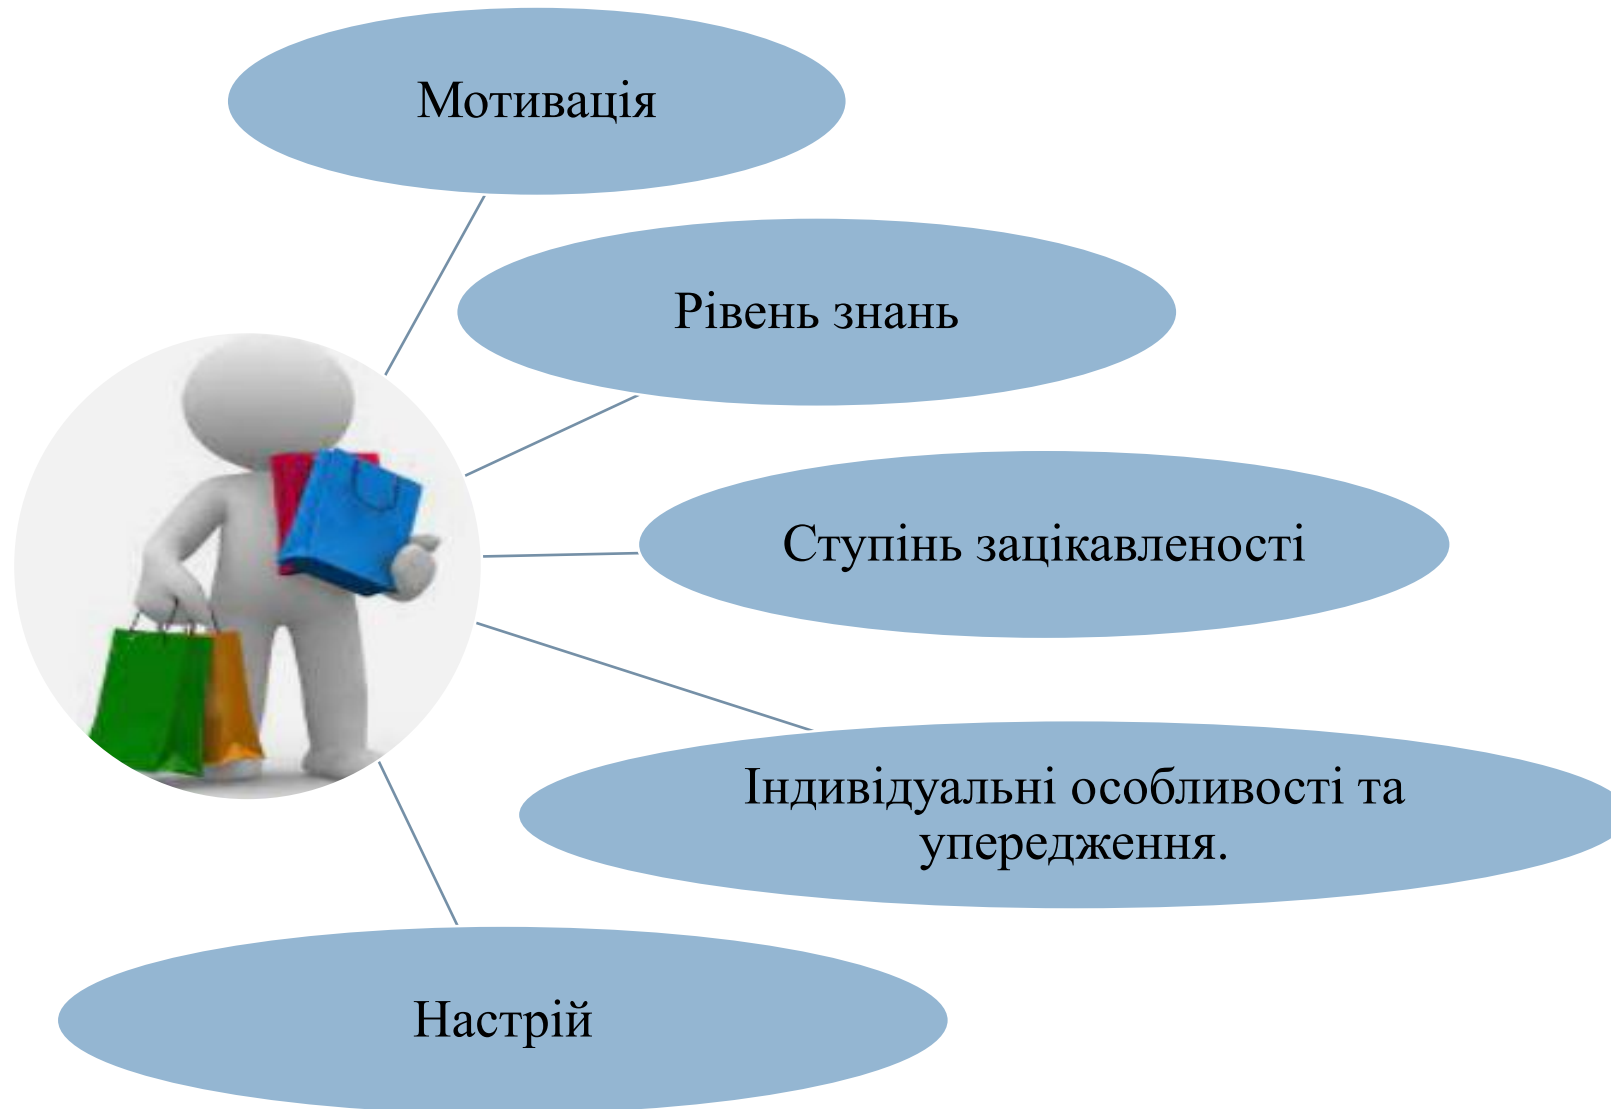 Мотивація
Рівень знань
Ступінь зацікавленості
Індивідуальні особливості та
упередження.
Настрій